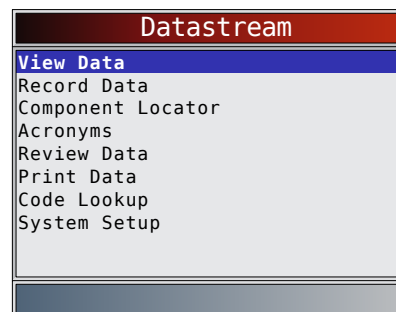 Datastream
View Data
Record Data
Component Locator
Acronyms
Review Data
Print Data
Code Lookup
System Setup